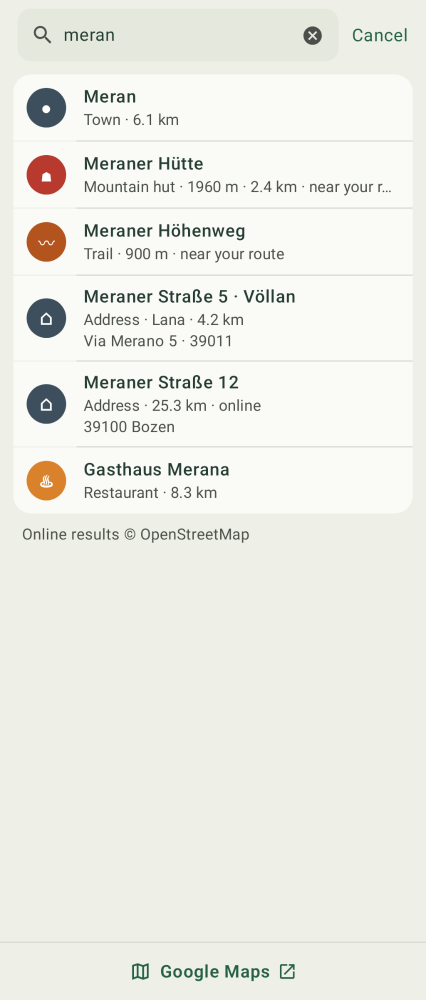 meran
Cancel
Meran
Town · 6.1 km
Meraner Hütte
Mountain hut · 1960 m · 2.4 km · near your r…
Meraner Höhenweg
Trail · 900 m · near your route
Meraner Straße 5 · Völlan
Address · Lana · 4.2 km
Via Merano 5 · 39011
Meraner Straße 12
Address · 25.3 km · online
39100 Bozen
Gasthaus Merana
Restaurant · 8.3 km
Online results © OpenStreetMap
Google Maps